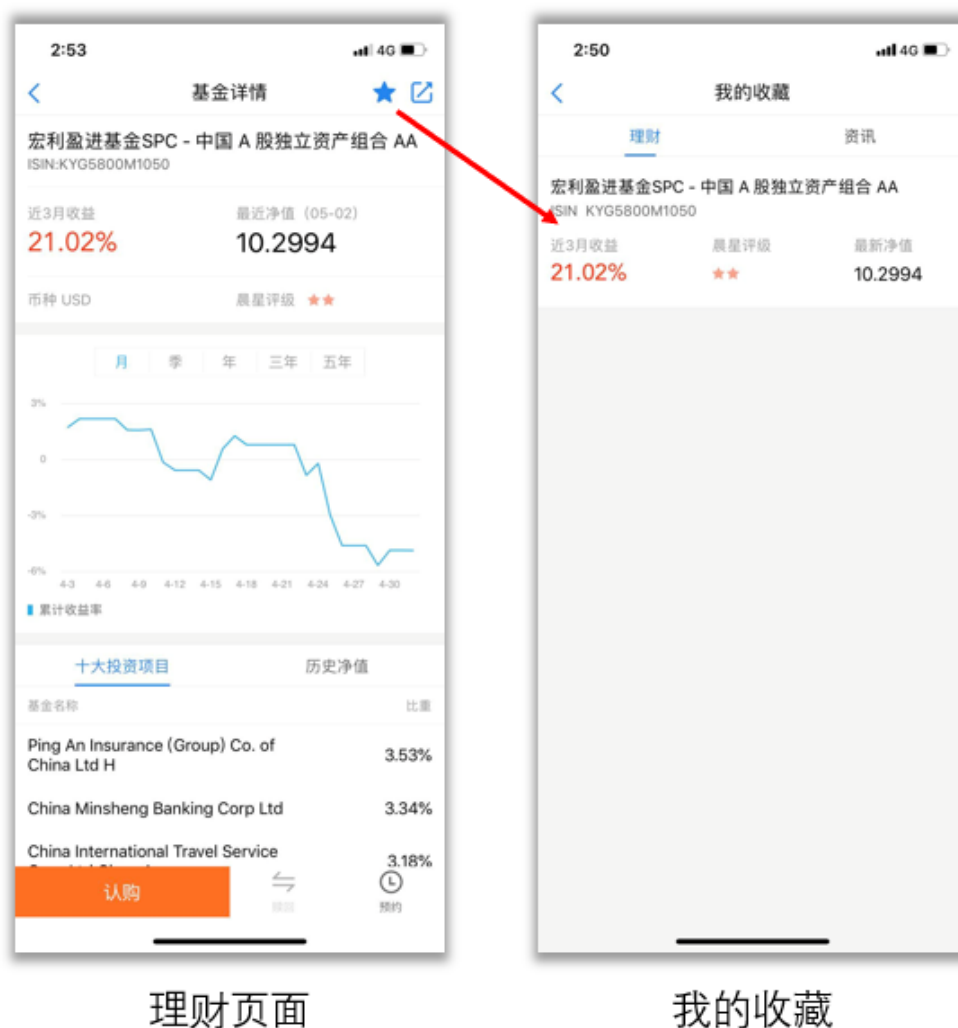 2:53
4G
基金详情
宏利盈进基金SPC - 中国 A 股独立资产组合 AA
ISIN:KYG5800M1050
近3月收益
最近净值（05-02）
21.02%
10.2994
币种 USD
晨星评级 ★★
月 季 年 三年 五年
3%
0
-3%
-6%
4-3 4-6 4-9 4-12 4-15 4-18 4-21 4-24 4-27 4-30
累计收益率
十大投资项目
历史净值
基金名称
比重
Ping An Insurance (Group) Co. of
China Ltd H
3.53%
China Minsheng Banking Corp Ltd
3.34%
China International Travel Service
3.18%
认购
预约
理财页面
2:50
4G
我的收藏
理财
资讯
宏利盈进基金SPC - 中国 A 股独立资产组合 AA
ISIN KYG5800M1050
近3月收益
晨星评级
最新净值
21.02%
★★
10.2994
我的收藏